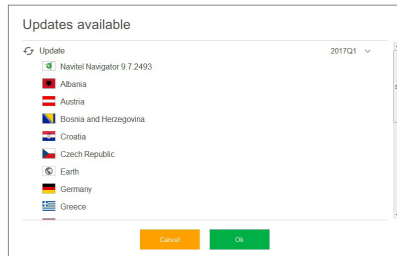 Updates available
Update 2017Q1
Navitel Navigator 9.7.2493
Albania
Austria
Bosnia and Herzegovina
Croatia
Czech Republic
Earth
Germany
Greece
Cancel Ok